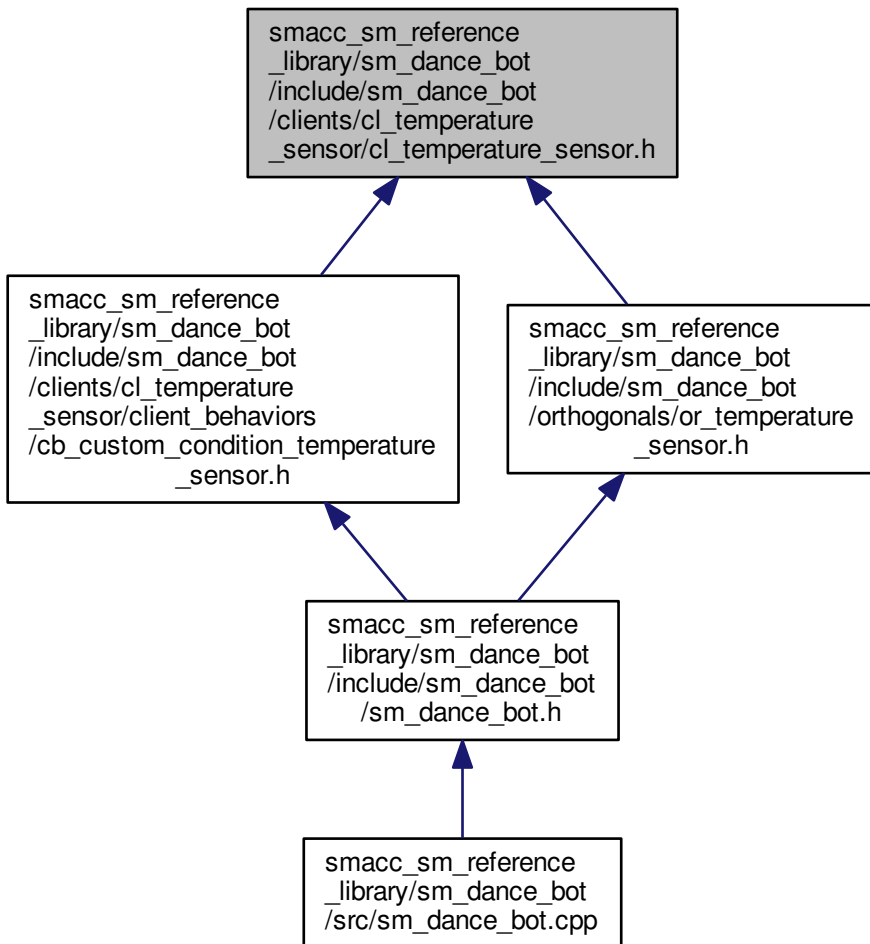 smacc_sm_reference
_library/sm_dance_bot
/include/sm_dance_bot
/clients/cl_temperature
_sensor/cl_temperature_sensor.h
smacc_sm_reference
_library/sm_dance_bot
/include/sm_dance_bot
/clients/cl_temperature
_sensor/client_behaviors
/cb_custom_condition_temperature
_sensor.h
smacc_sm_reference
_library/sm_dance_bot
/include/sm_dance_bot
/orthogonals/or_temperature
_sensor.h
smacc_sm_reference
_library/sm_dance_bot
/include/sm_dance_bot
/sm_dance_bot.h
smacc_sm_reference
_library/sm_dance_bot
/src/sm_dance_bot.cpp